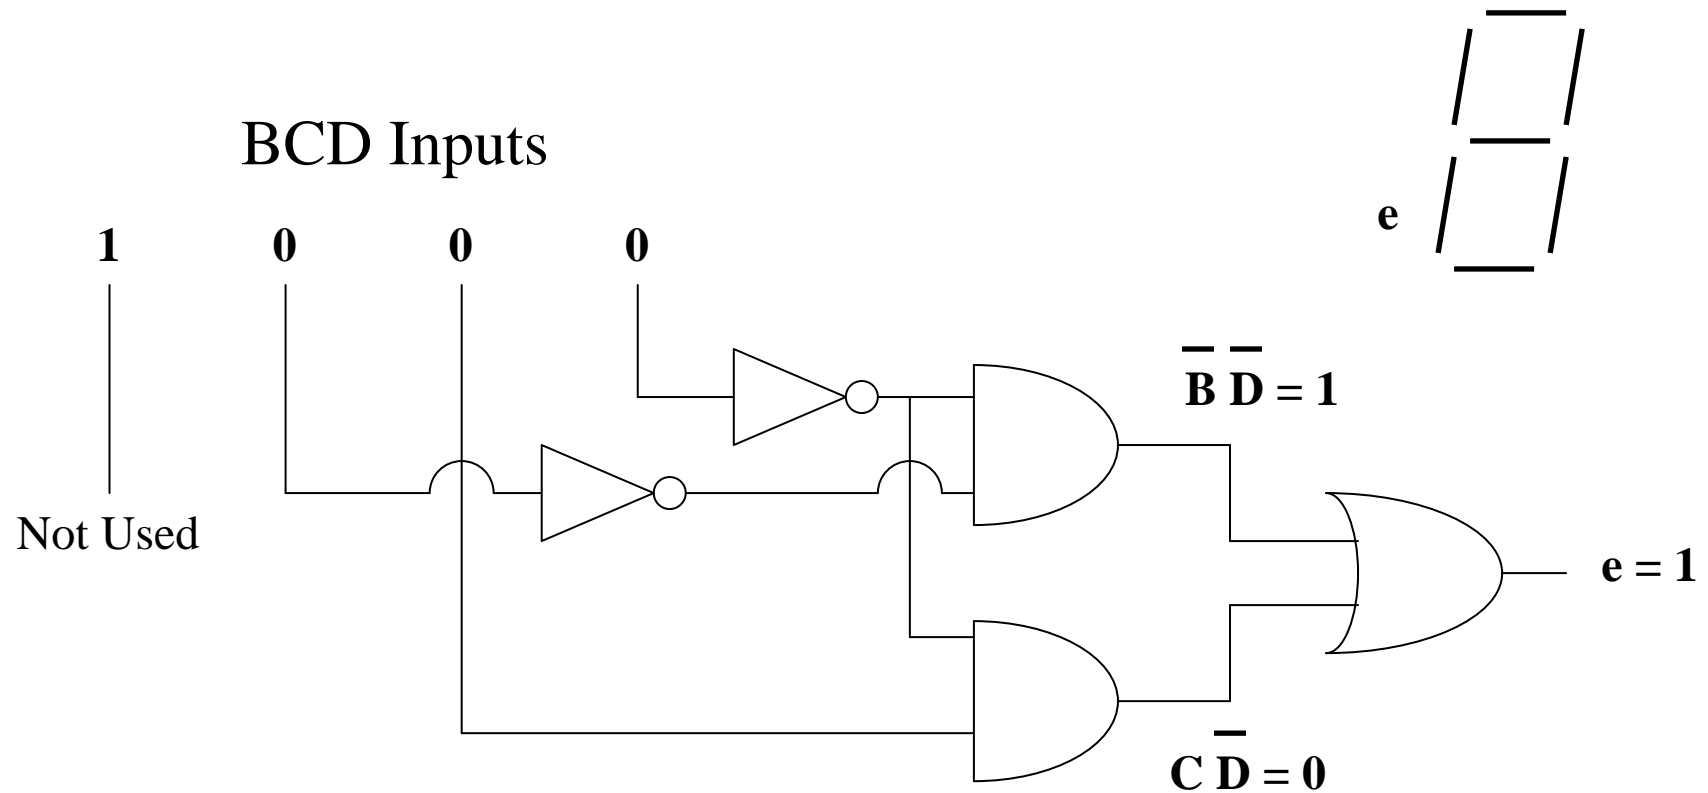 BCD Inputs
1 0 0 0
e
B̅ D̅ = 1
Not Used
e = 1
C D̅ = 0